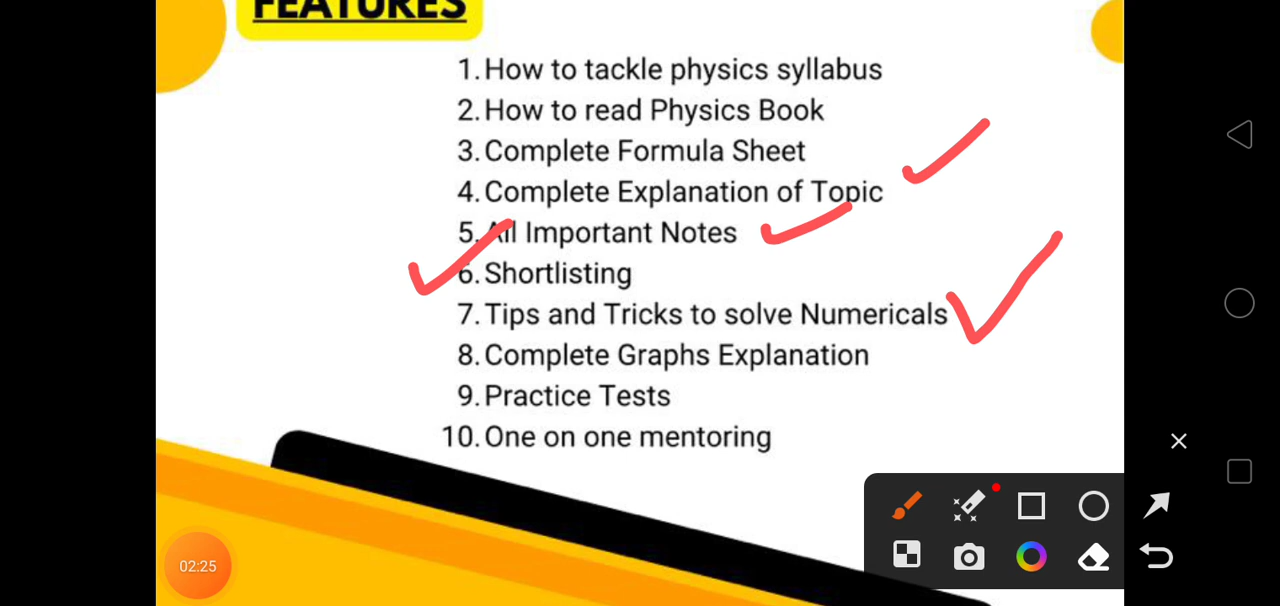 FEATURES
1. How to tackle physics syllabus
2. How to read Physics Book
3. Complete Formula Sheet
4. Complete Explanation of Topic
5. All Important Notes
6. Shortlisting
7. Tips and Tricks to solve Numericals
8. Complete Graphs Explanation
9. Practice Tests
10. One on one mentoring
02:25